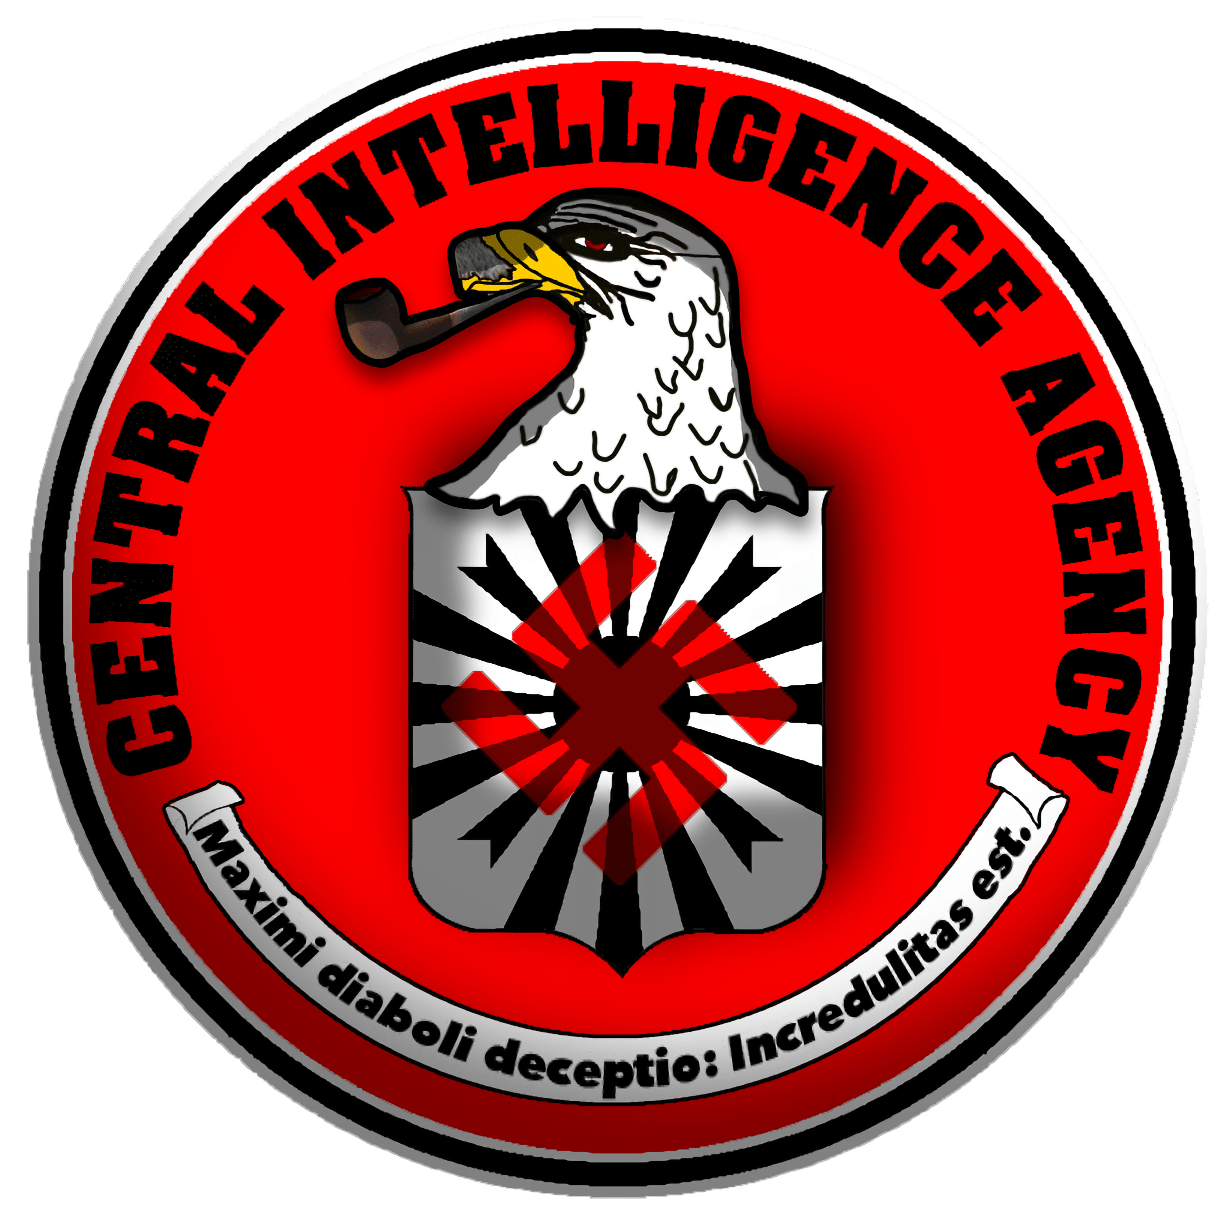 CENTRAL INTELLIGENCE AGENCY
Maximi diaboli deceptio: Incredulitas est.